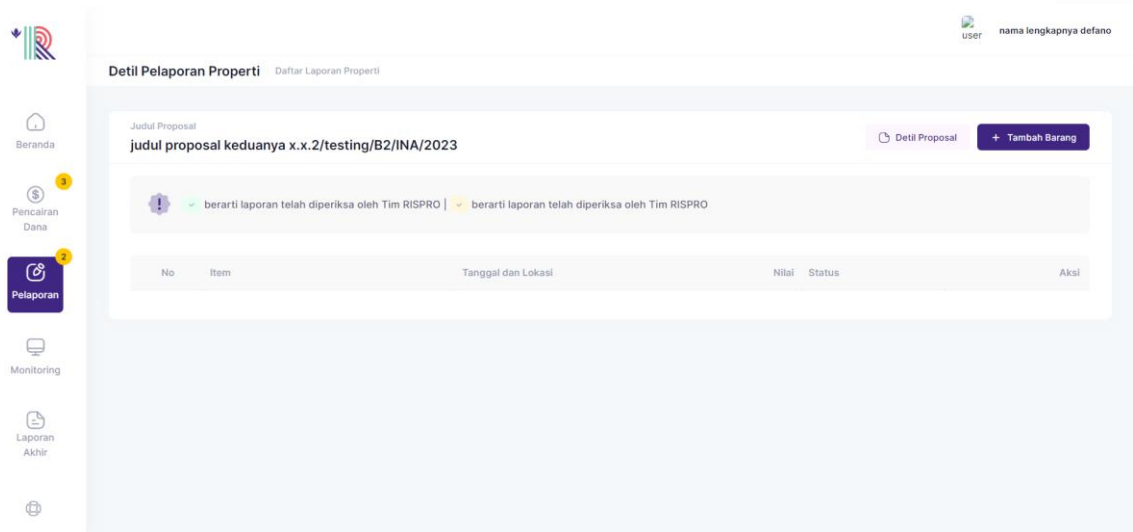 user
nama lengkapnya defano
Detil Pelaporan Properti Daftar Laporan Properti
Judul Proposal
judul proposal keduanya x.x.2/testing/B2/INA/2023
Detil Proposal
+ Tambah Barang
! berarti laporan telah diperiksa oleh Tim RISPRO | berarti laporan telah diperiksa oleh Tim RISPRO
No Item Tanggal dan Lokasi Nilai Status Aksi
Beranda
3
Pencairan
Dana
2
Pelaporan
Monitoring
Laporan
Akhir